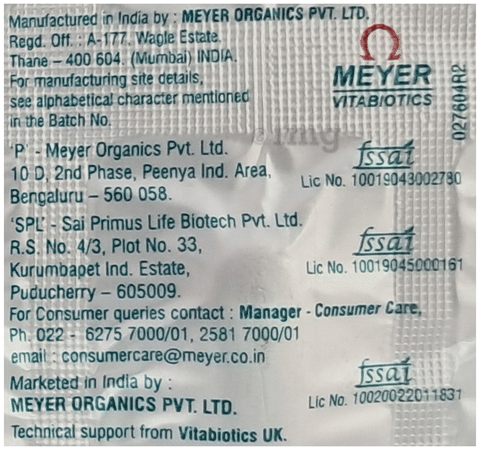 Manufactured in India by : MEYER ORGANICS PVT. LTD.
Regd. Off. : A-177, Wagle Estate,
Thane – 400 604. (Mumbai) INDIA.
For manufacturing site details,
see alphabetical character mentioned
in the Batch No.
MEYER
VITABIOTICS
027604R2
'P' - Meyer Organics Pvt. Ltd.
10 D, 2nd Phase, Peenya Ind. Area,
Bengaluru – 560 058.
fssai
Lic No. 10019043002780
'SPL' - Sai Primus Life Biotech Pvt. Ltd.
R.S. No. 4/3, Plot No. 33,
Kurumbapet Ind. Estate,
Puducherry – 605009.
fssai
Lic No. 10019045000161
For Consumer queries contact : Manager - Consumer Care,
Ph. 022 - 6275 7000/01, 2581 7000/01
email : consumercare@meyer.co.in
Marketed in India by :
MEYER ORGANICS PVT. LTD.
fssai
Lic No. 10020022011831
Technical support from Vitabiotics UK.